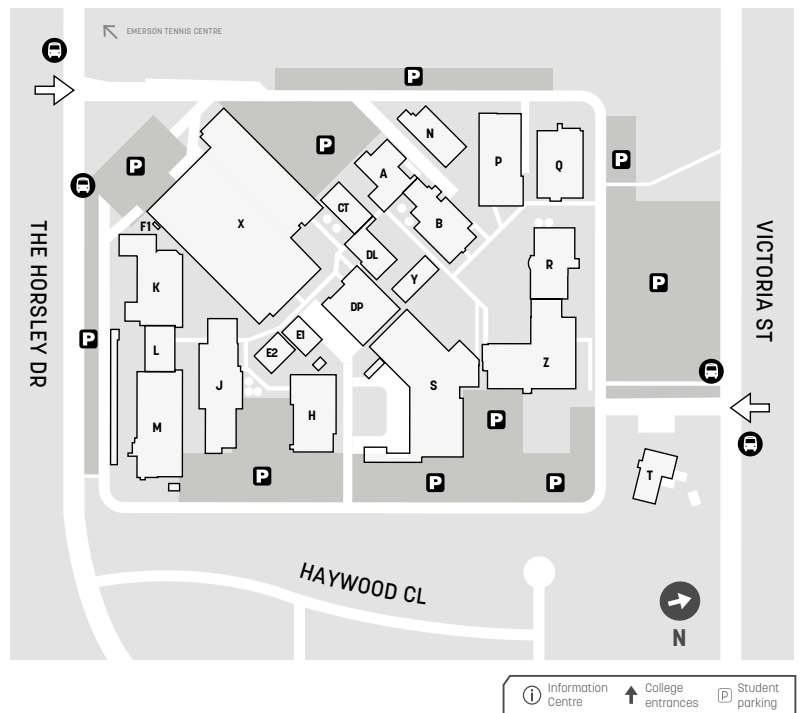 EMERSON TENNIS CENTRE
P
N
P
P
Q
P
P
A
CT
B
X
F1
THE HORSLEY DR
VICTORIA ST
DL
R
K
Y
P
DP
P
E1
L
E2
Z
J
S
H
M
P
T
P
P
P
HAYWOOD CL
N
i Information Centre
College entrances
P Student parking